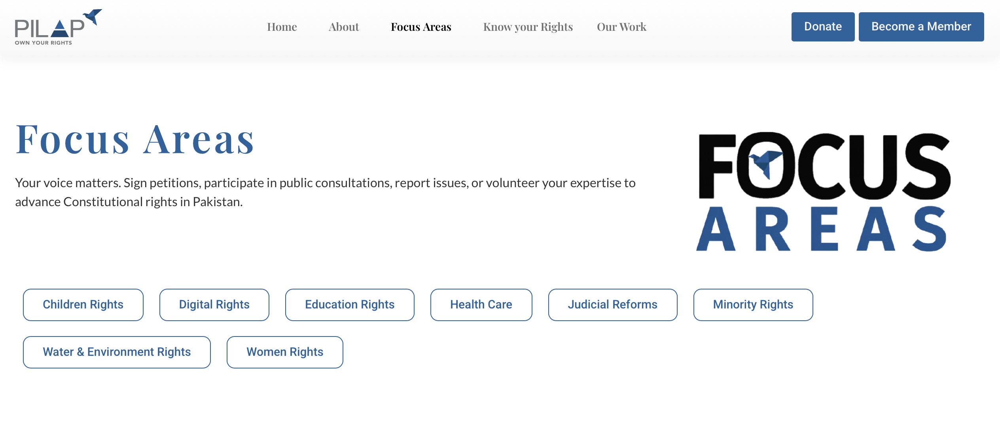 PILAP
OWN YOUR RIGHTS
Home About Focus Areas Know your Rights Our Work
Donate Become a Member
Focus Areas
Your voice matters. Sign petitions, participate in public consultations, report issues, or volunteer your expertise to
advance Constitutional rights in Pakistan.
FOCUS
AREAS
Children Rights Digital Rights Education Rights Health Care Judicial Reforms Minority Rights
Water & Environment Rights Women Rights